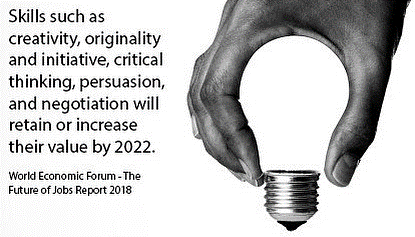 Skills such as
creativity, originality
and initiative, critical
thinking, persuasion,
and negotiation will
retain or increase
their value by 2022.
World Economic Forum - The
Future of Jobs Report 2018